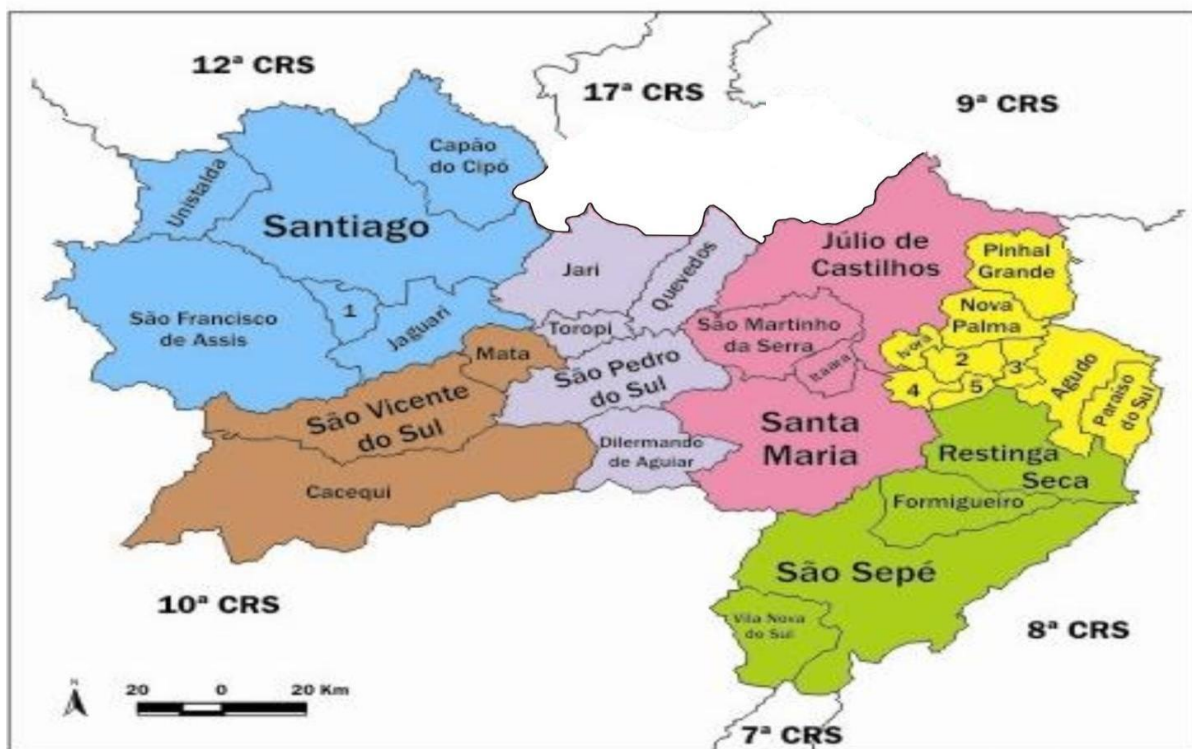 12ª CRS
17ª CRS
9ª CRS
Capão
do Cipó
Unistalda
Santiago
Júlio de
Castilhos
Pinhal
Grande
Jari
Quevedos
São Francisco
de Assis
1
Jaguari
Toropi
São Martinho
da Serra
Nova
Palma
Ivorá
Mata
São Pedro
do Sul
Itaara
2
3
4
5
Agudo
Paraíso
do Sul
São Vicente
do Sul
Santa
Maria
Dilermando
de Aguiar
Restinga
Seca
Cacequi
Formigueiro
São Sepé
10ª CRS
Vila Nova
do Sul
8ª CRS
N
20 0 20 Km
7ª CRS